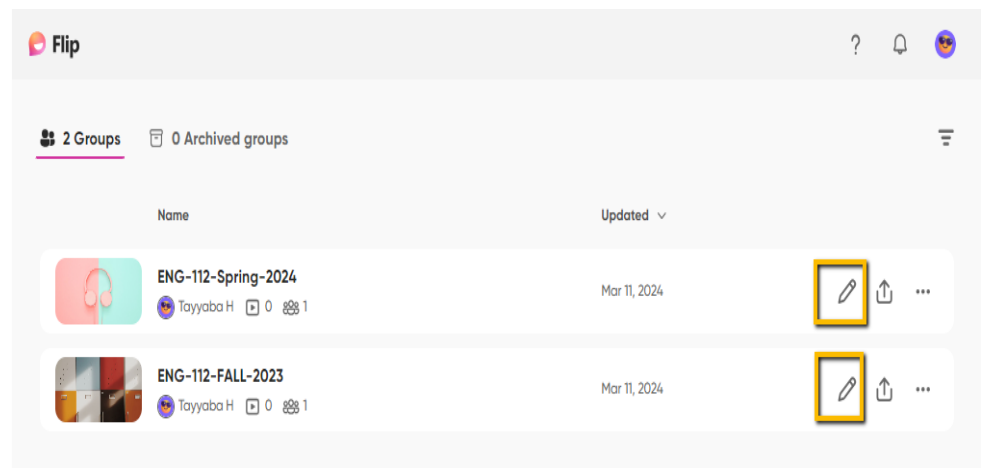 Flip
2 Groups 0 Archived groups
Name Updated
ENG-112-Spring-2024
Tayyaba H 0 1
Mar 11, 2024
ENG-112-FALL-2023
Tayyaba H 0 1
Mar 11, 2024